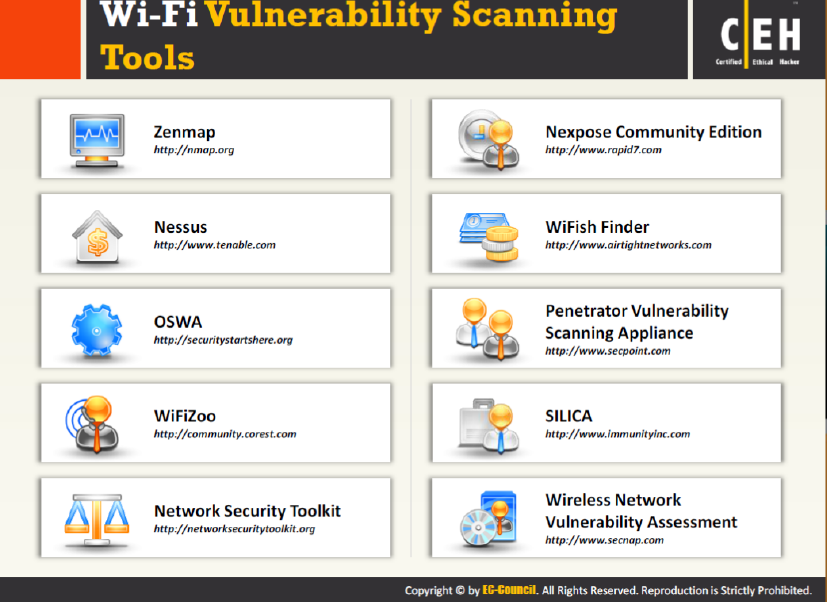 Wi-Fi Vulnerability Scanning
Tools
CEH
Certified Ethical Hacker
Zenmap
http://nmap.org
Nessus
http://www.tenable.com
OSWA
http://securitystartshere.org
WiFiZoo
http://community.corest.com
Network Security Toolkit
http://networksecuritytoolkit.org
Nexpose Community Edition
http://www.rapid7.com
WiFish Finder
http://www.airtightnetworks.com
Penetrator Vulnerability
Scanning Appliance
http://www.secpoint.com
SILICA
http://www.immunityinc.com
Wireless Network
Vulnerability Assessment
http://www.secnap.com
Copyright © by EC-Council. All Rights Reserved. Reproduction is Strictly Prohibited.